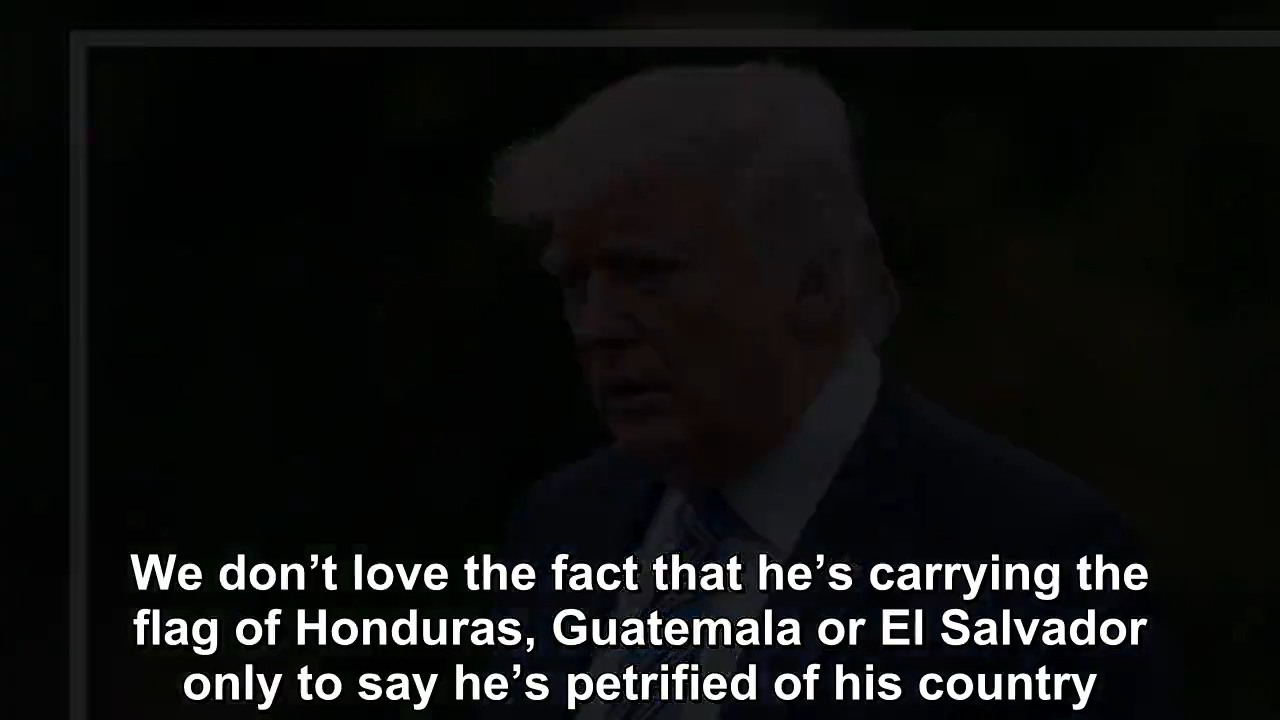 We don’t love the fact that he’s carrying the
flag of Honduras, Guatemala or El Salvador
only to say he’s petrified of his country